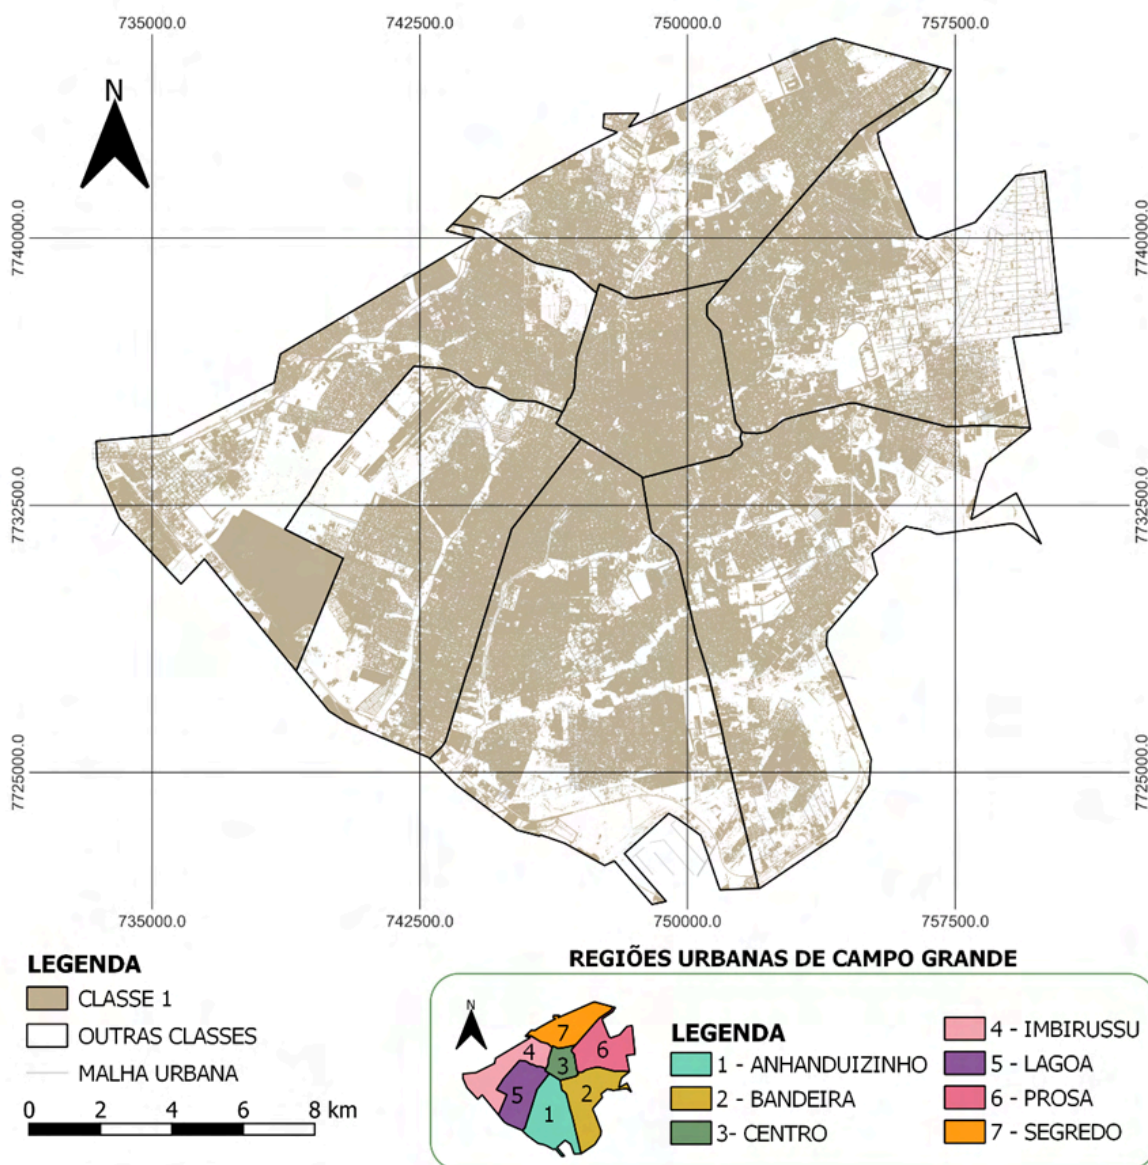 735000.0 742500.0 750000.0 757500.0
N
7740000.0 7740000.0
7732500.0 7732500.0
7725000.0 7725000.0
735000.0 742500.0 750000.0 757500.0
LEGENDA
CLASSE 1
OUTRAS CLASSES
MALHA URBANA
0 2 4 6 8 km
REGIÕES URBANAS DE CAMPO GRANDE
N
7
4
6
3
5
2
1
LEGENDA
1 - ANHANDUIZINHO
2 - BANDEIRA
3- CENTRO
4 - IMBIRUSSU
5 - LAGOA
6 - PROSA
7 - SEGREDO